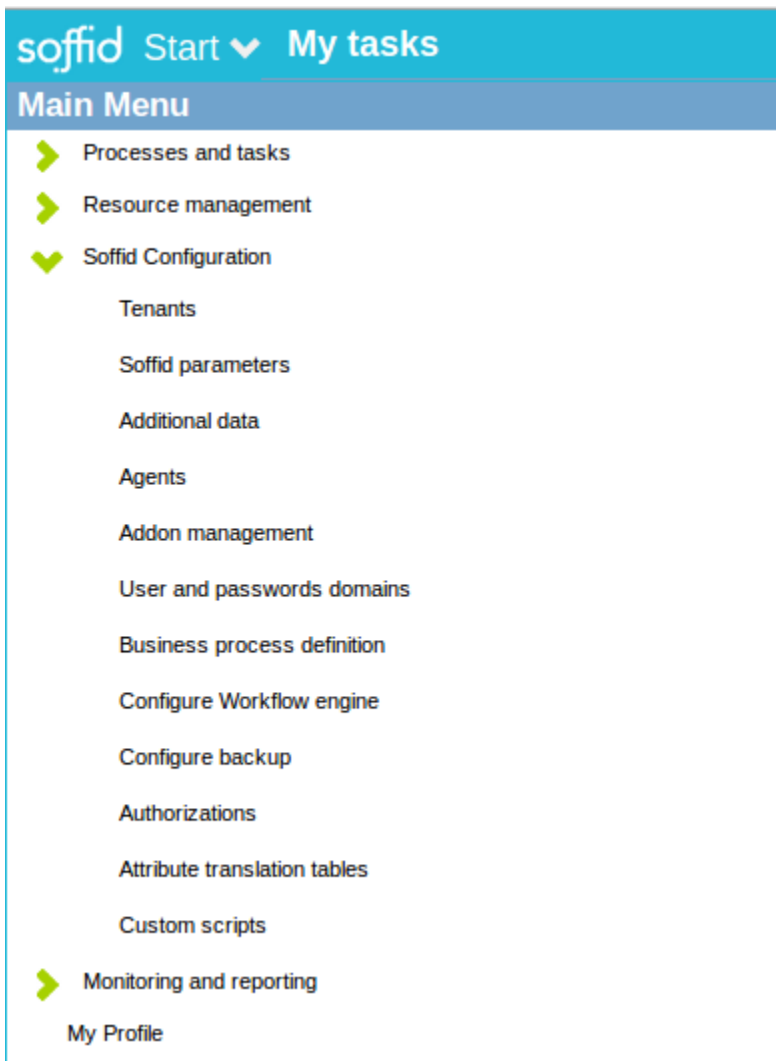 soffid Start My tasks
Main Menu
Processes and tasks
Resource management
Soffid Configuration
Tenants
Soffid parameters
Additional data
Agents
Addon management
User and passwords domains
Business process definition
Configure Workflow engine
Configure backup
Authorizations
Attribute translation tables
Custom scripts
Monitoring and reporting
My Profile